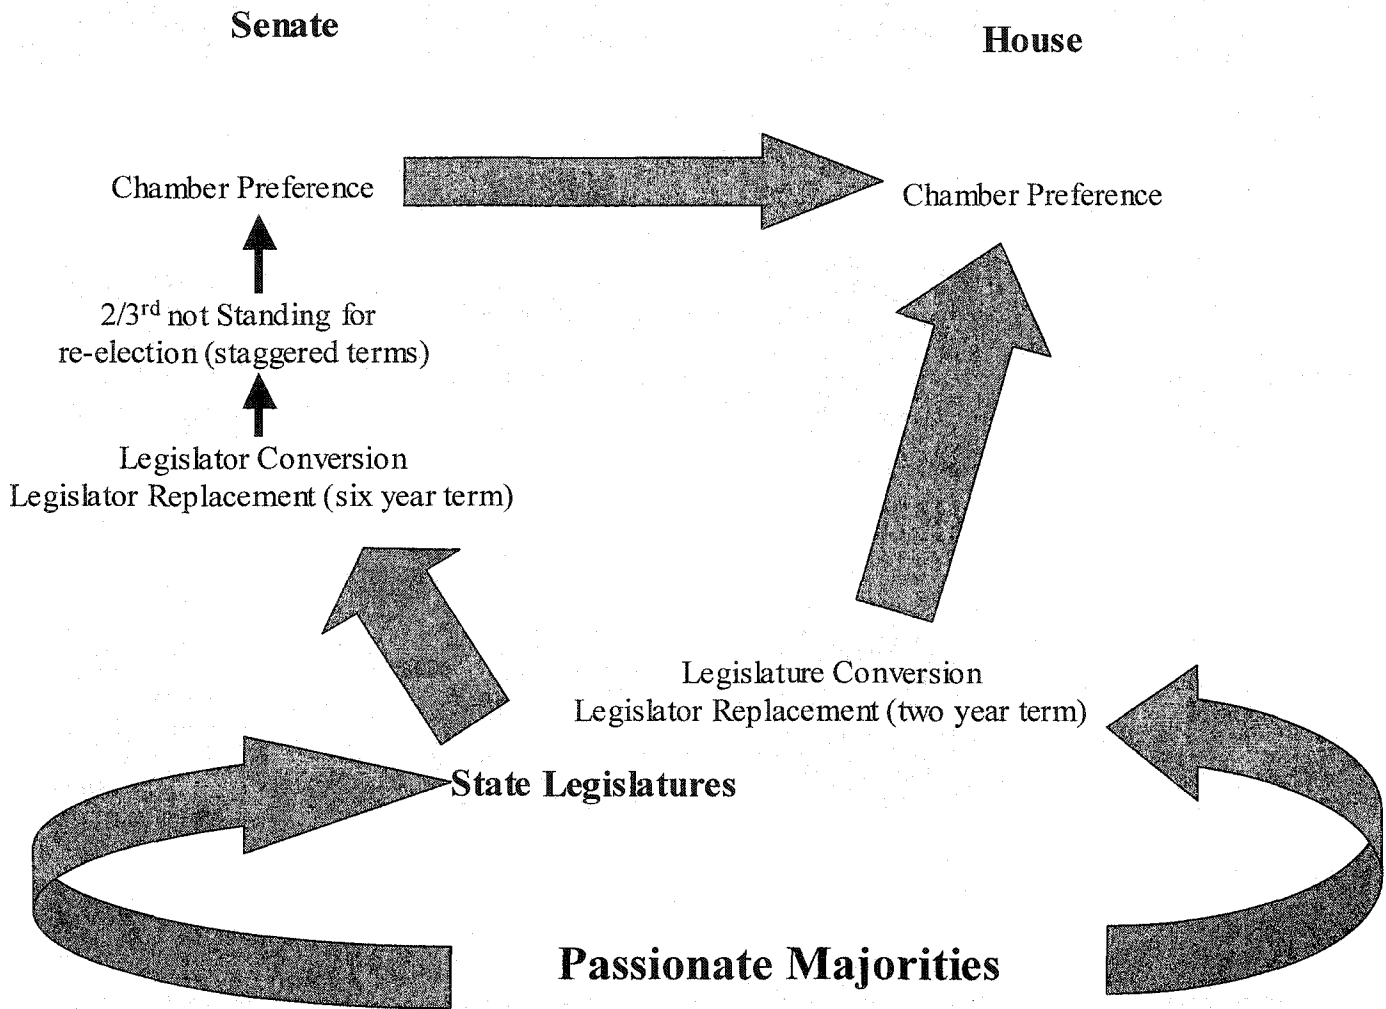 Senate
House
Chamber Preference
Chamber Preference
2/3rd not Standing for
re-election (staggered terms)
Legislator Conversion
Legislator Replacement (six year term)
Legislature Conversion
Legislator Replacement (two year term)
State Legislatures
Passionate Majorities